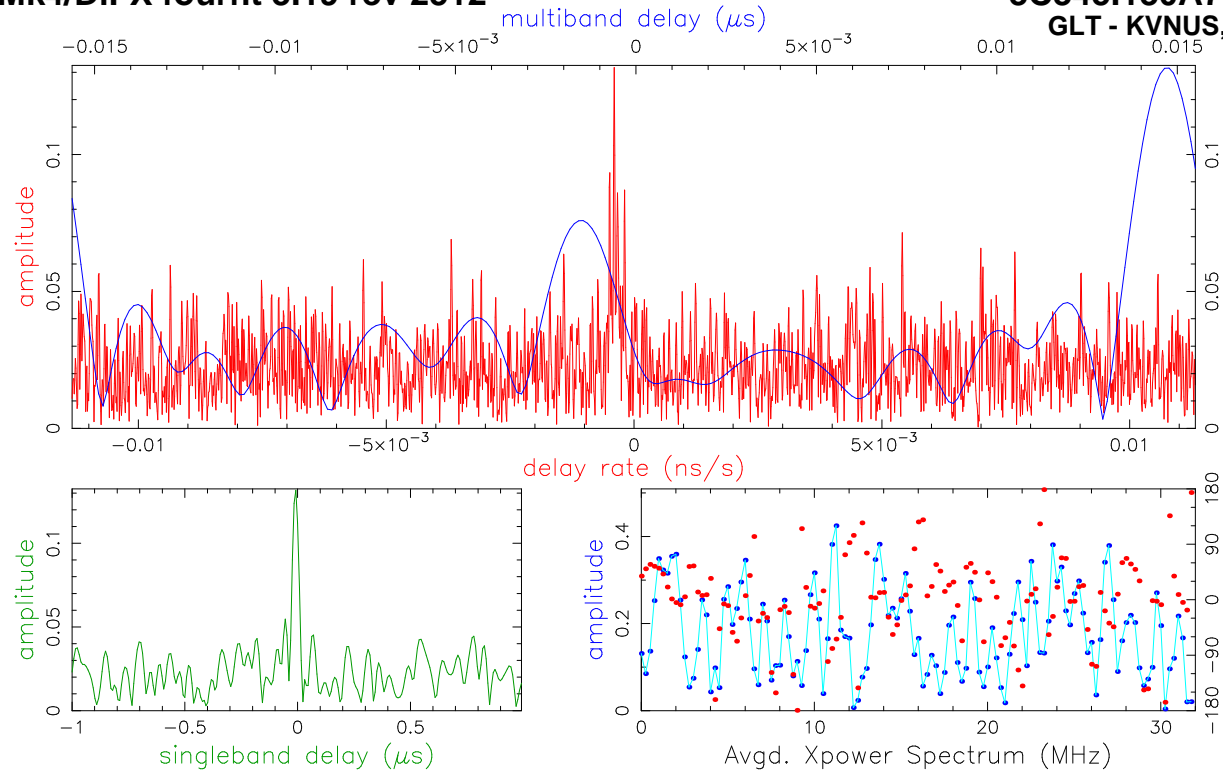 multiband delay (μs)
GLT - KVNUS,
−0.015 −0.01 −5×10⁻³ 0 5×10⁻³ 0.01 0.015
amplitude
0 0.05 0.1
0 0.05 0.1
−0.01 −5×10⁻³ 0 5×10⁻³ 0.01
delay rate (ns/s)
amplitude
0 0.05 0.1
−1 −0.5 0 0.5
singleband delay (μs)
amplitude
0 0.2 0.4
−180 −90 0 90 180
0 10 20 30
Avgd. Xpower Spectrum (MHz)